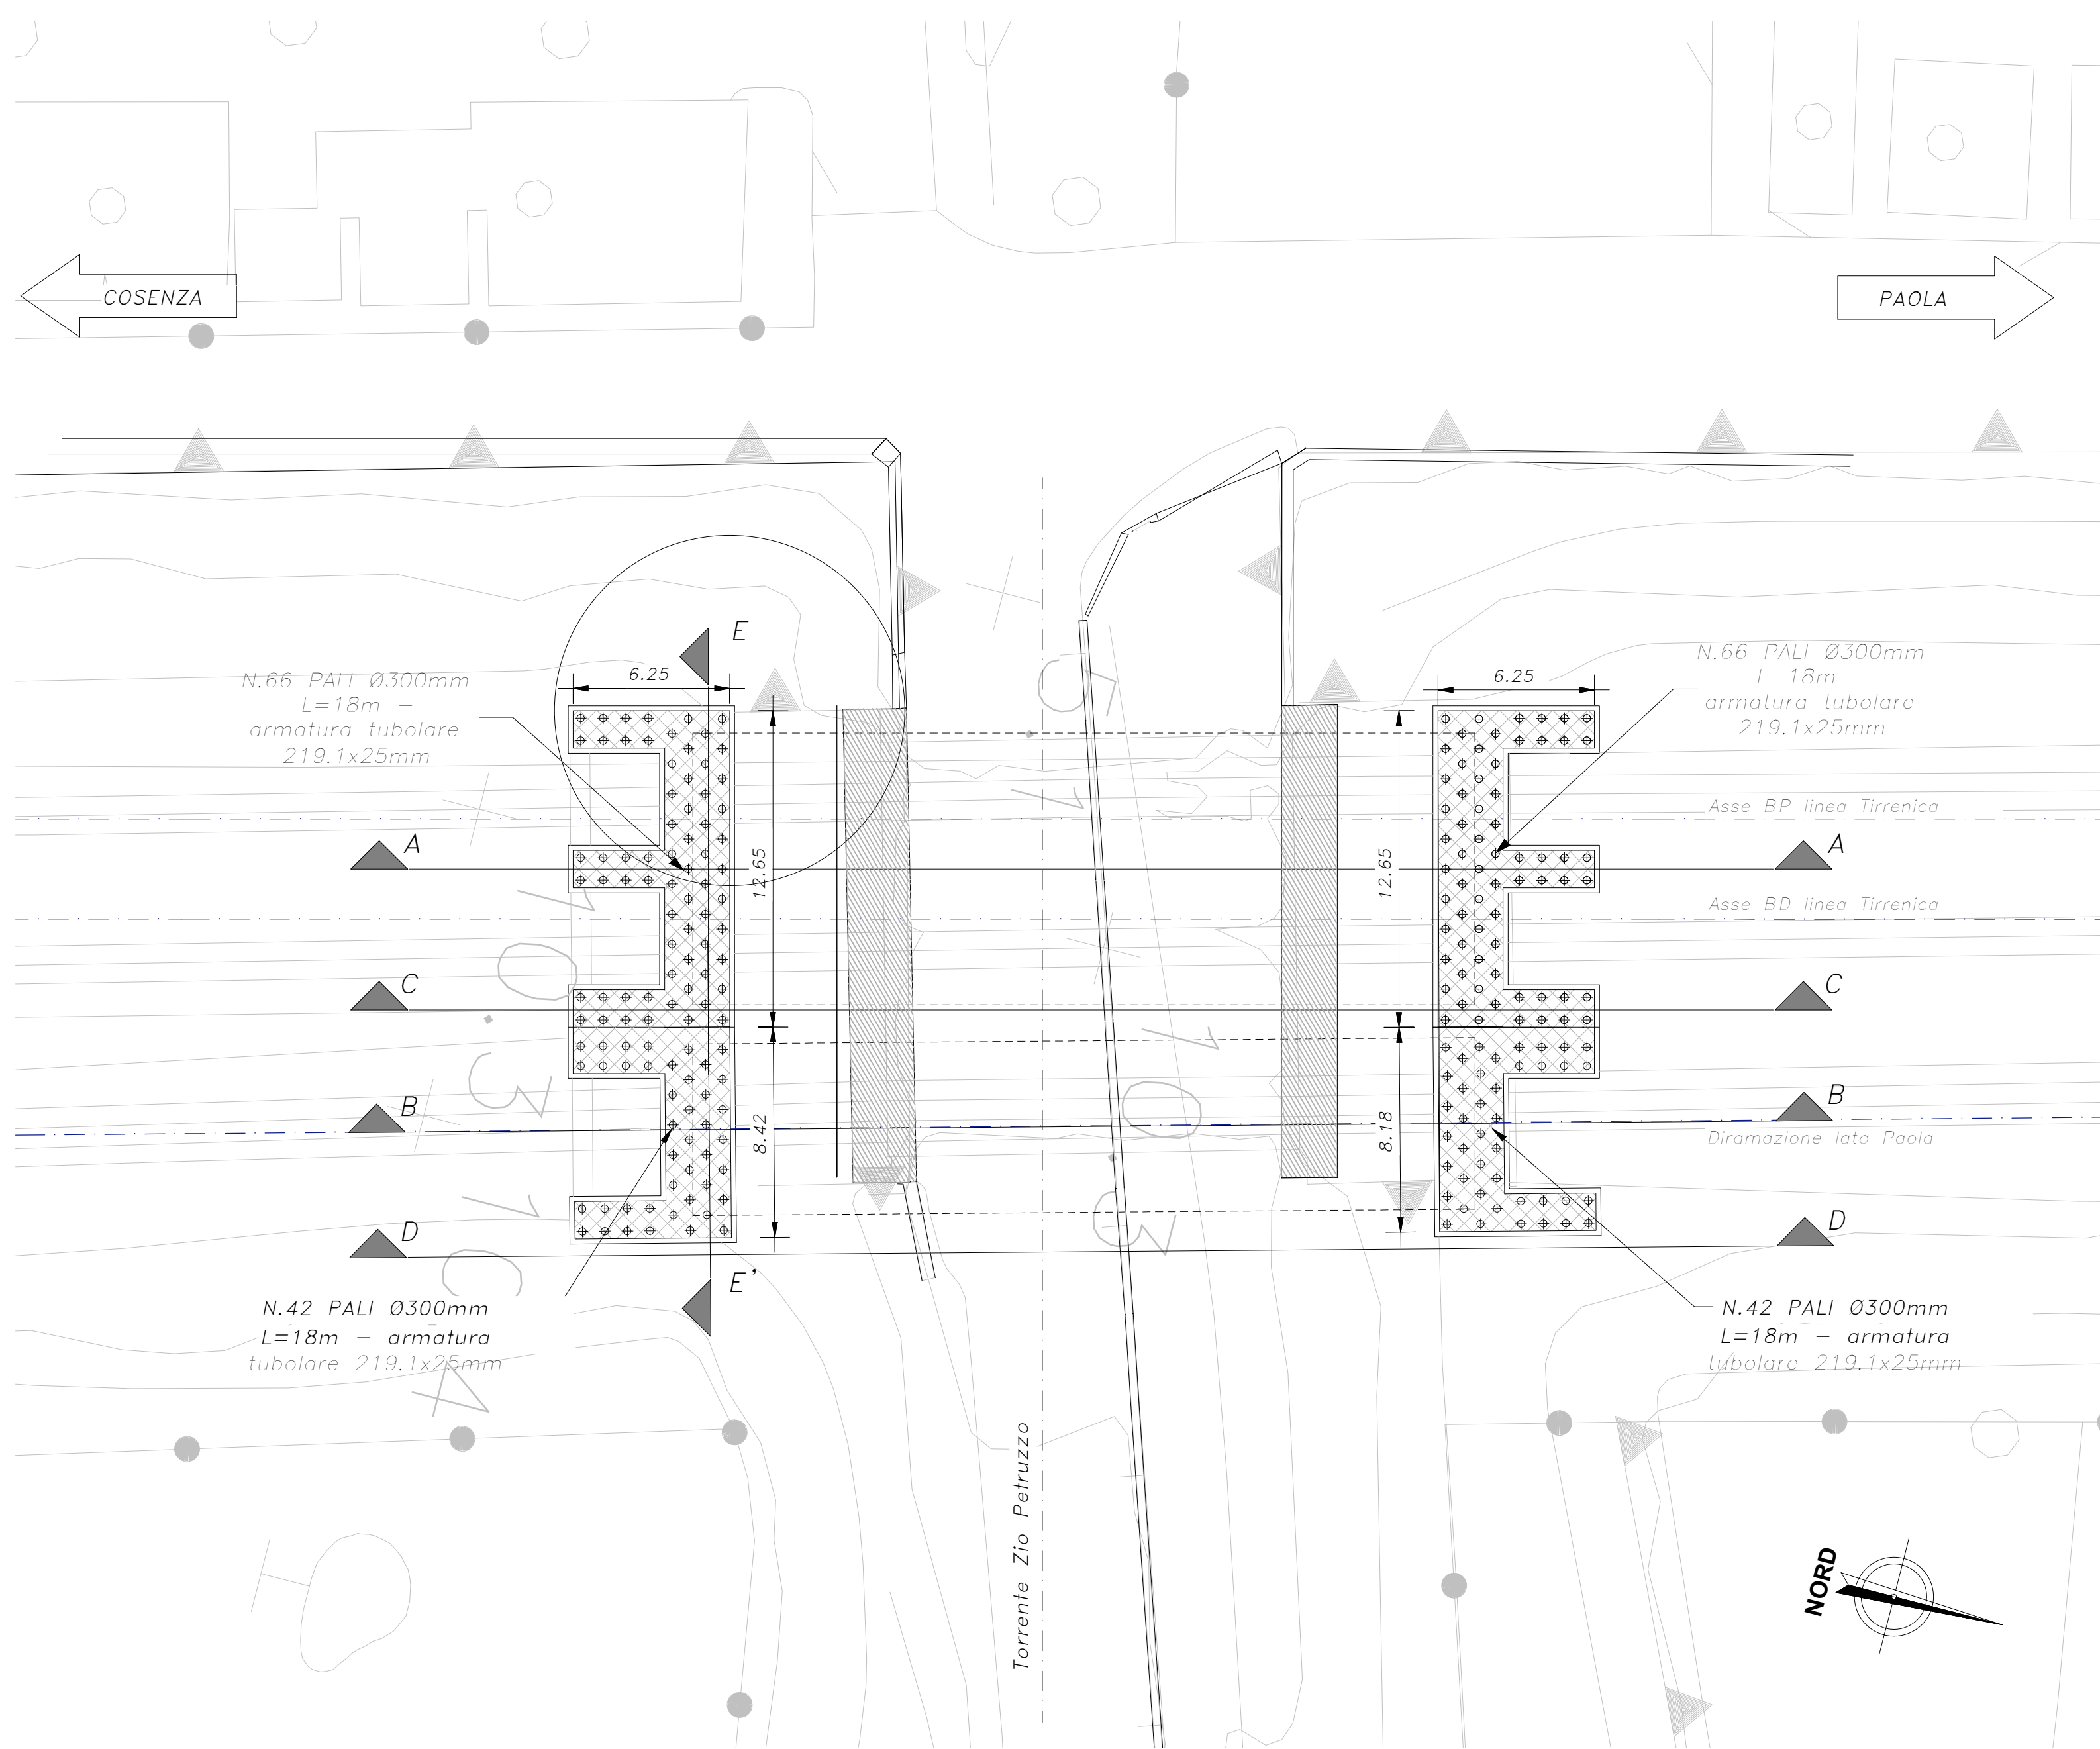 COSENZA
PAOLA
E
6.25
6.25
N.66 PALI Ø300mm
L=18m –
armatura tubolare
219.1x25mm
N.66 PALI Ø300mm
L=18m –
armatura tubolare
219.1x25mm
Asse BP linea Tirrenica
A
A
12.65
12.65
Asse BD linea Tirrenica
C
C
B
B
8.42
8.18
Diramazione lato Paola
D
D
E'
N.42 PALI Ø300mm
L=18m – armatura
tubolare 219.1x25mm
N.42 PALI Ø300mm
L=18m – armatura
tubolare 219.1x25mm
Torrente Zio Petruzzo
NORD